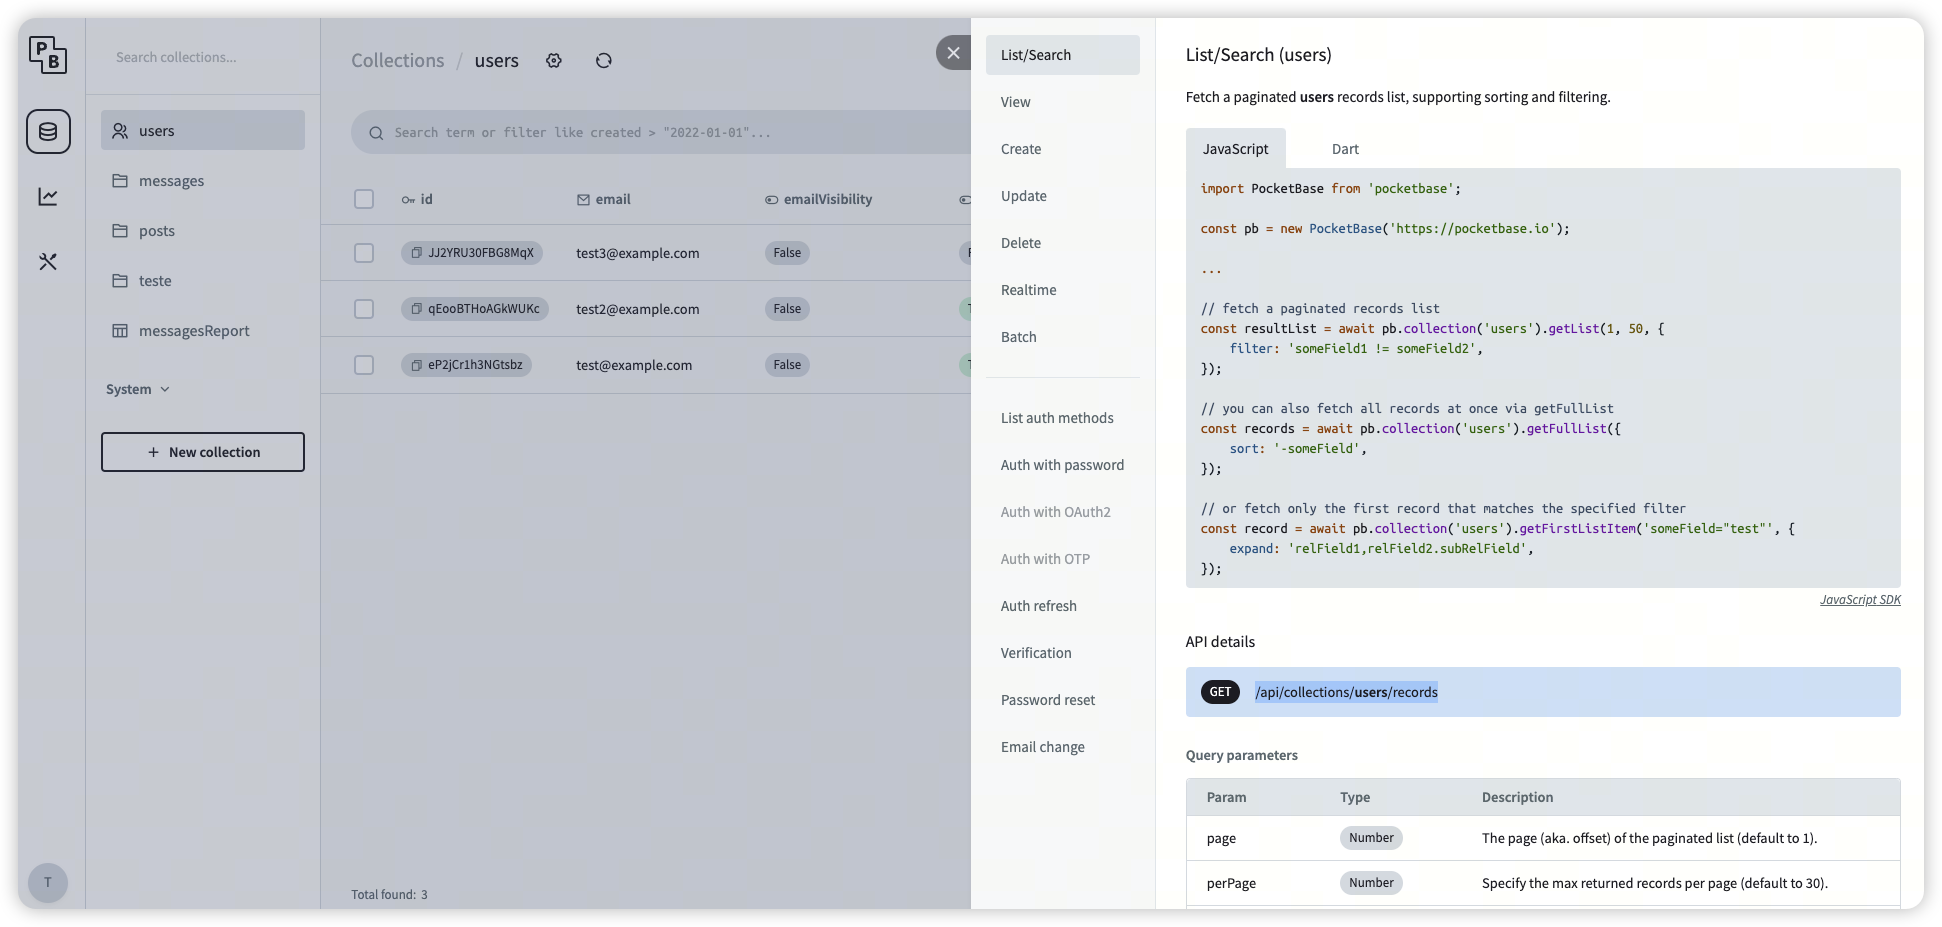 P
B
Search collections...
users
messages
posts
teste
messagesReport
System
+ New collection
T
Collections / users
Search term or filter like created > "2022-01-01"...
id email emailVisibility
JJ2YRU30FBG8MqX test3@example.com False
qEooBTHoAGkWUKc test2@example.com False
eP2jCr1h3NGtsbz test@example.com False
Total found: 3
List/Search
View
Create
Update
Delete
Realtime
Batch
List auth methods
Auth with password
Auth with OAuth2
Auth with OTP
Auth refresh
Verification
Password reset
Email change
List/Search (users)
Fetch a paginated users records list, supporting sorting and filtering.
JavaScript Dart
import PocketBase from 'pocketbase';
const pb = new PocketBase('https://pocketbase.io');
...
// fetch a paginated records list
const resultList = await pb.collection('users').getList(1, 50, {
filter: 'someField1 != someField2',
});
// you can also fetch all records at once via getFullList
const records = await pb.collection('users').getFullList({
sort: '-someField',
});
// or fetch only the first record that matches the specified filter
const record = await pb.collection('users').getFirstListItem('someField="test"', {
expand: 'relField1,relField2.subRelField',
});
JavaScript SDK
API details
GET /api/collections/users/records
Query parameters
Param Type Description
page Number The page (aka. offset) of the paginated list (default to 1).
perPage Number Specify the max returned records per page (default to 30).